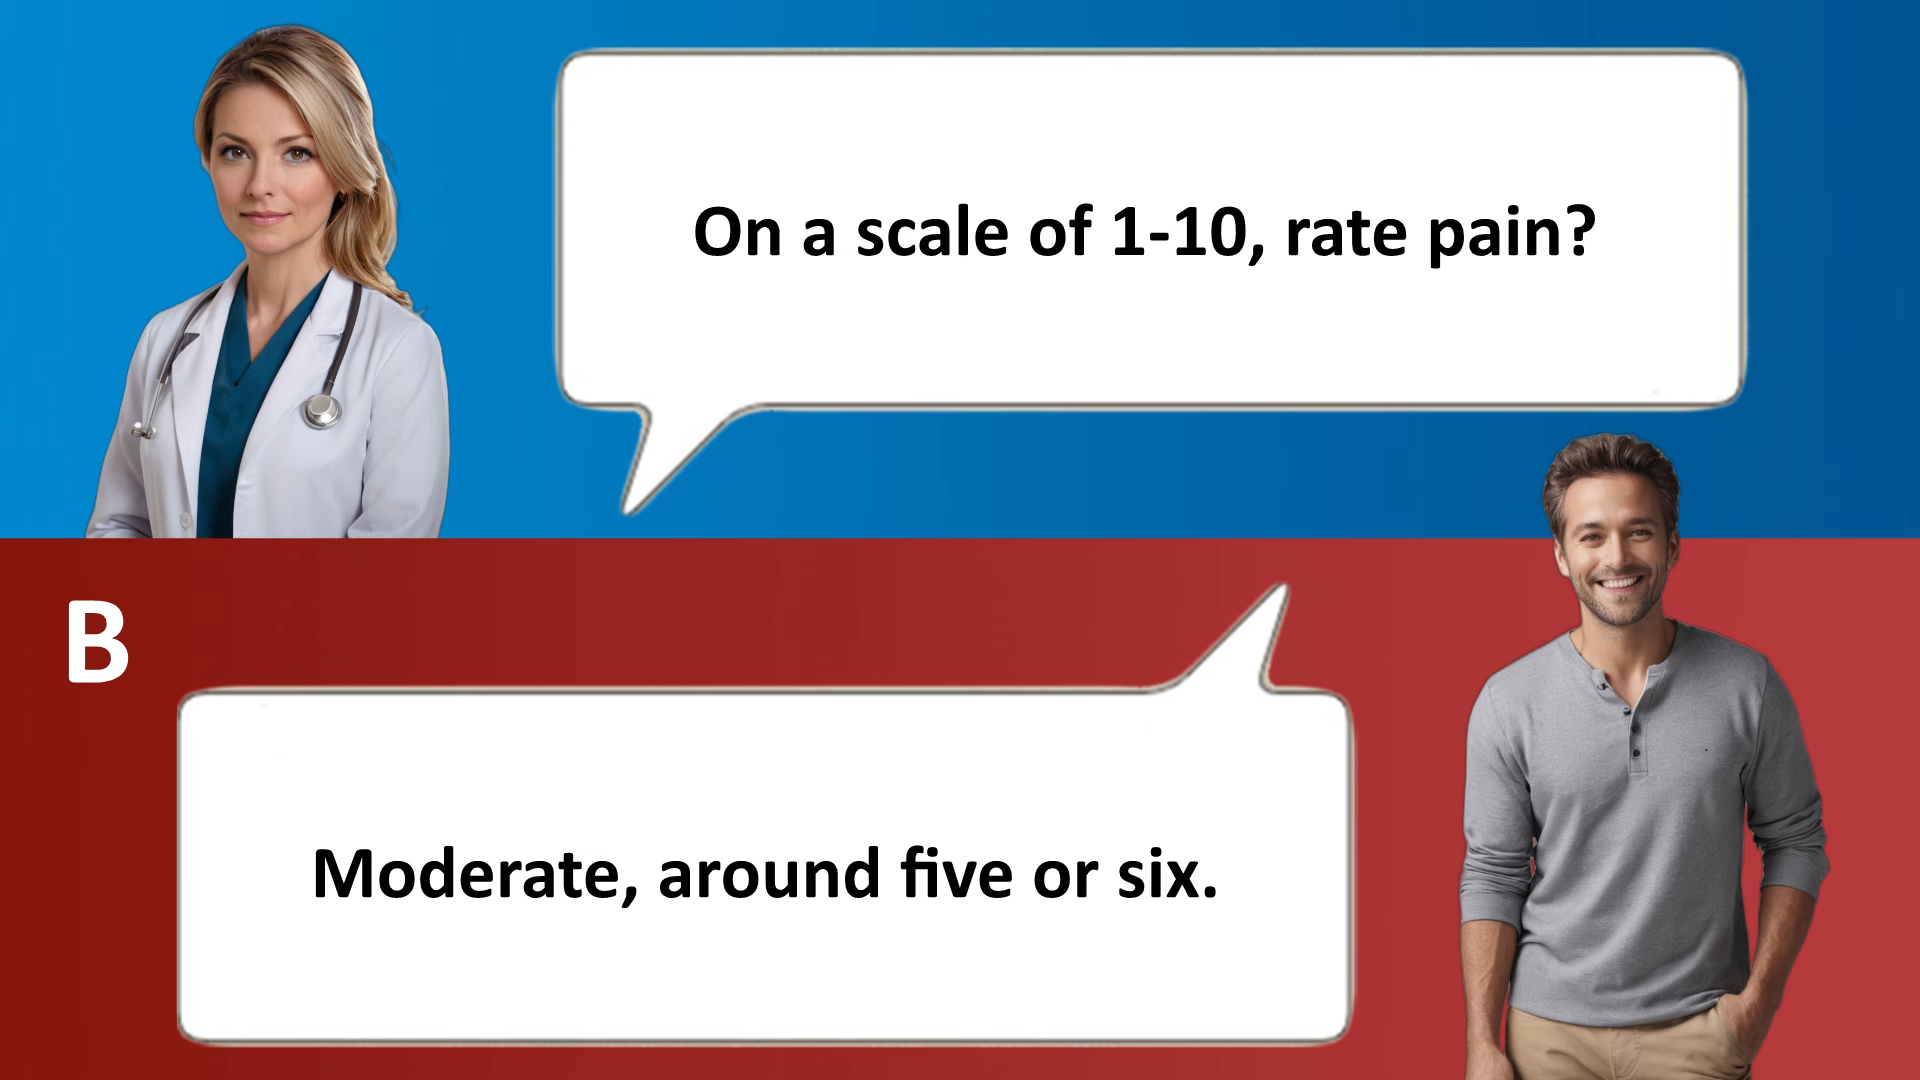 On a scale of 1-10, rate pain?
B
Moderate, around five or six.